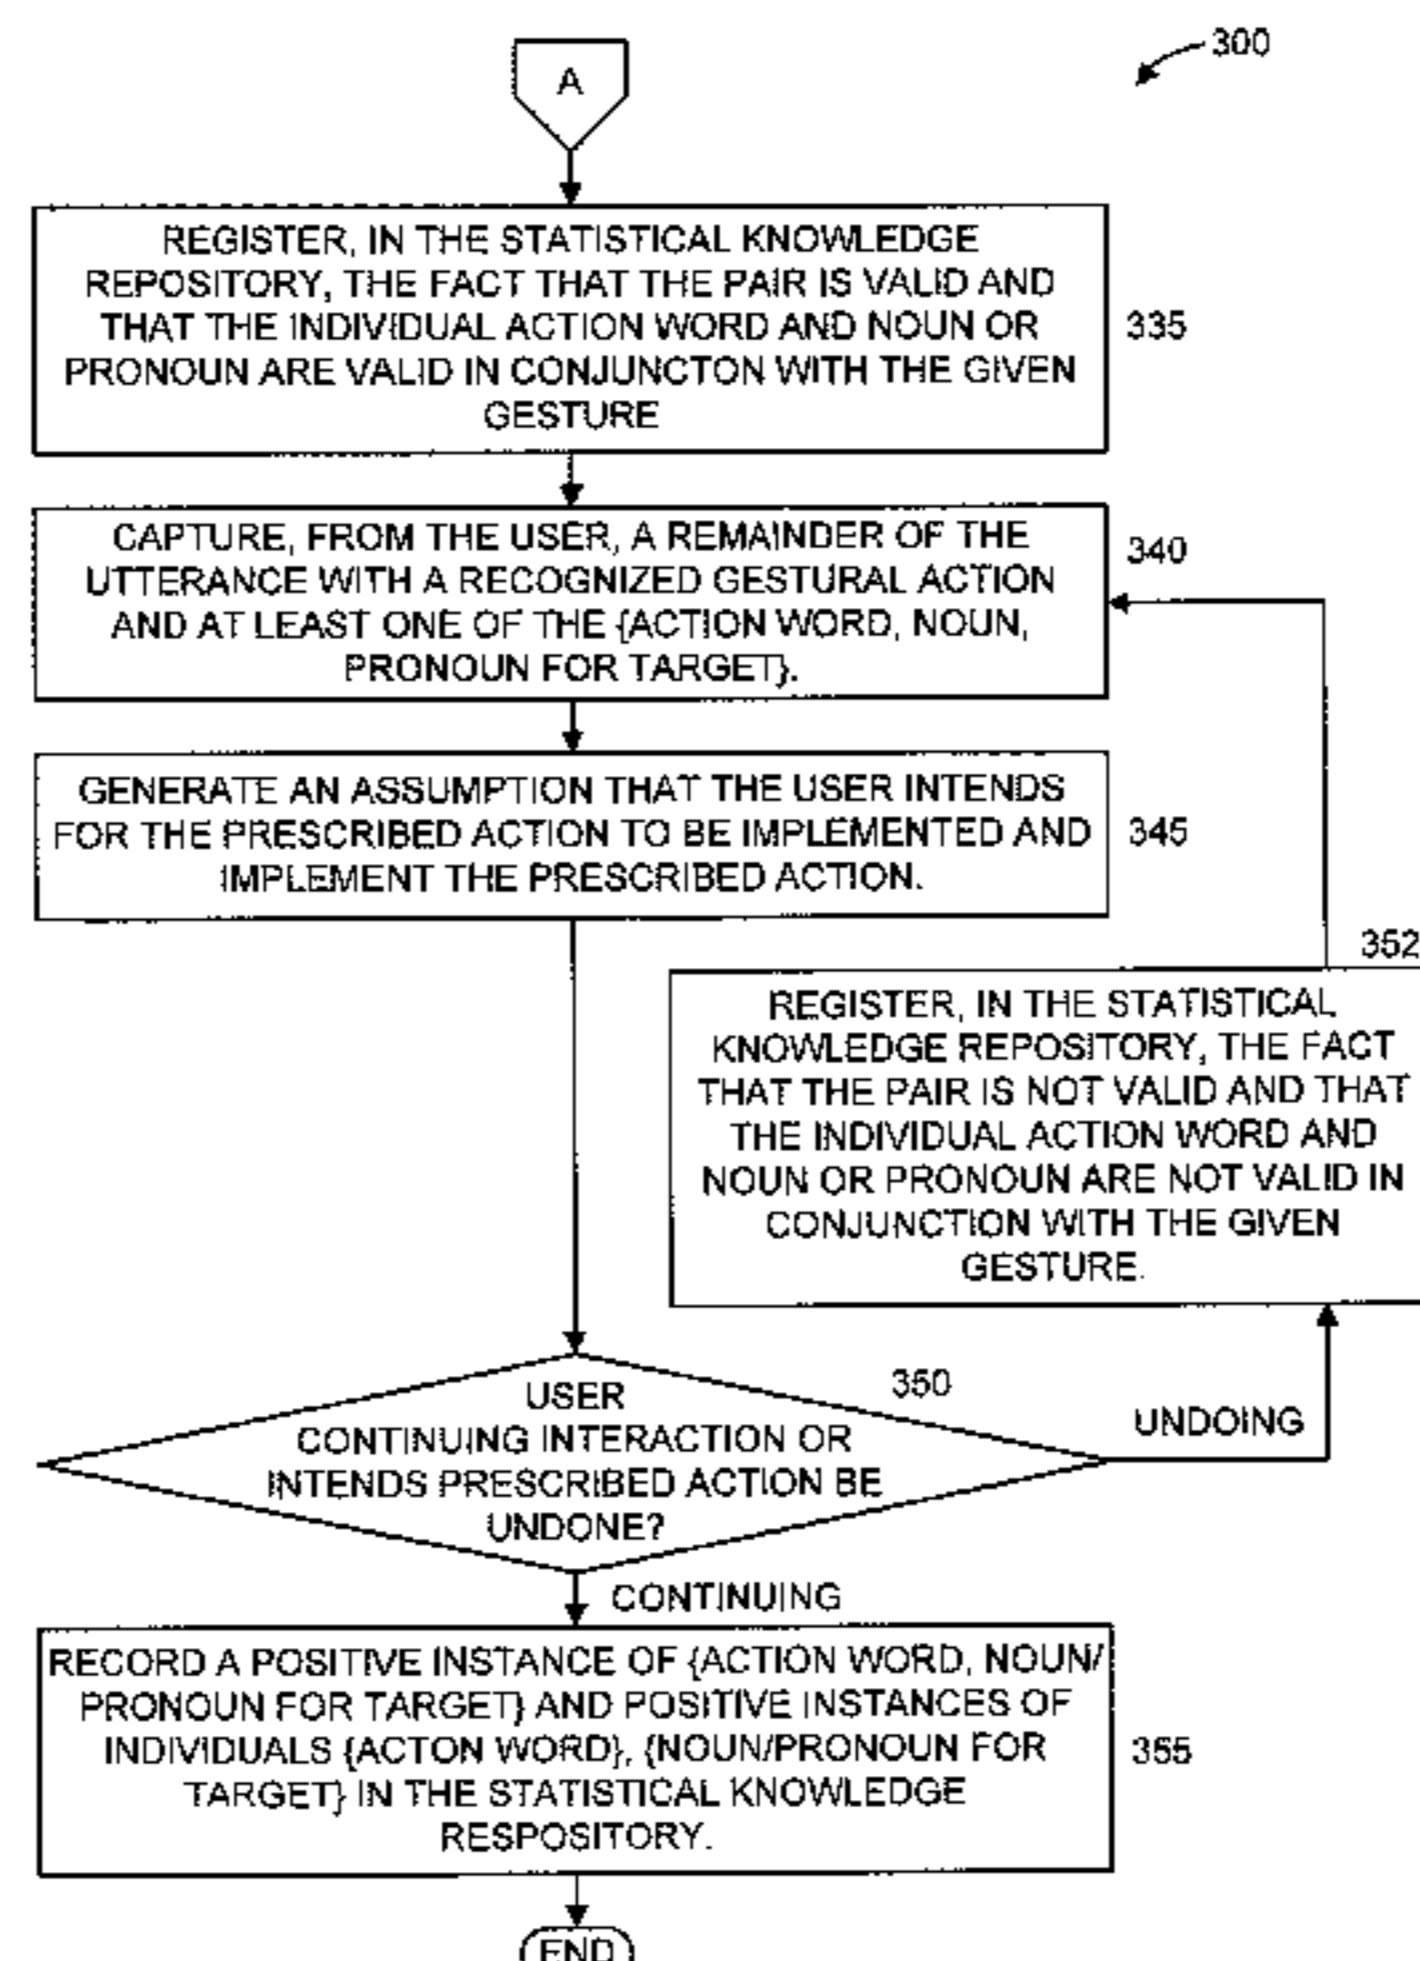 300
A
REGISTER, IN THE STATISTICAL KNOWLEDGE
REPOSITORY, THE FACT THAT THE PAIR IS VALID AND
THAT THE INDIVIDUAL ACTION WORD AND NOUN OR
PRONOUN ARE VALID IN CONJUNCTON WITH THE GIVEN
GESTURE
335
CAPTURE, FROM THE USER, A REMAINDER OF THE
UTTERANCE WITH A RECOGNIZED GESTURAL ACTION
AND AT LEAST ONE OF THE {ACTION WORD, NOUN,
PRONOUN FOR TARGET}.
340
GENERATE AN ASSUMPTION THAT THE USER INTENDS
FOR THE PRESCRIBED ACTION TO BE IMPLEMENTED AND
IMPLEMENT THE PRESCRIBED ACTION.
345
352
REGISTER, IN THE STATISTICAL
KNOWLEDGE REPOSITORY, THE FACT
THAT THE PAIR IS NOT VALID AND THAT
THE INDIVIDUAL ACTION WORD AND
NOUN OR PRONOUN ARE NOT VALID IN
CONJUNCTION WITH THE GIVEN
GESTURE.
350
USER
CONTINUING INTERACTION OR
INTENDS PRESCRIBED ACTION BE
UNDONE?
UNDOING
CONTINUING
RECORD A POSITIVE INSTANCE OF {ACTION WORD, NOUN/
PRONOUN FOR TARGET} AND POSITIVE INSTANCES OF
INDIVIDUALS {ACTON WORD}, {NOUN/PRONOUN FOR
TARGET} IN THE STATISTICAL KNOWLEDGE
RESPOSITORY.
355
END